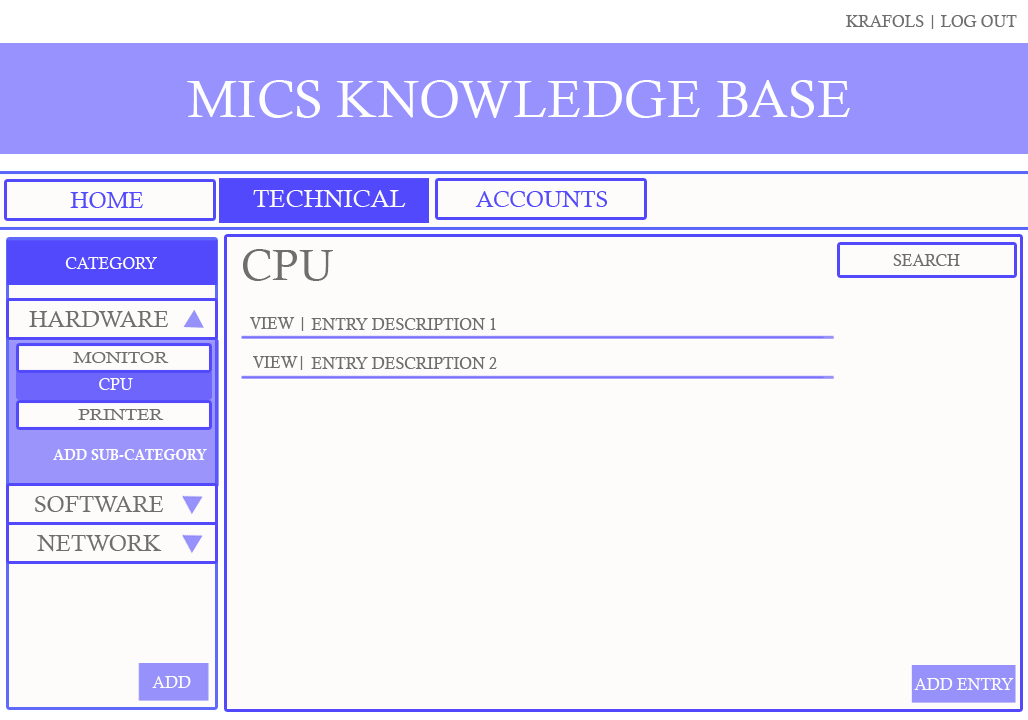 KRAFOLS | LOG OUT
MICS KNOWLEDGE BASE
HOME
TECHNICAL
ACCOUNTS
CATEGORY
HARDWARE
MONITOR
CPU
PRINTER
ADD SUB-CATEGORY
SOFTWARE
NETWORK
ADD
CPU
SEARCH
VIEW | ENTRY DESCRIPTION 1
VIEW | ENTRY DESCRIPTION 2
ADD ENTRY